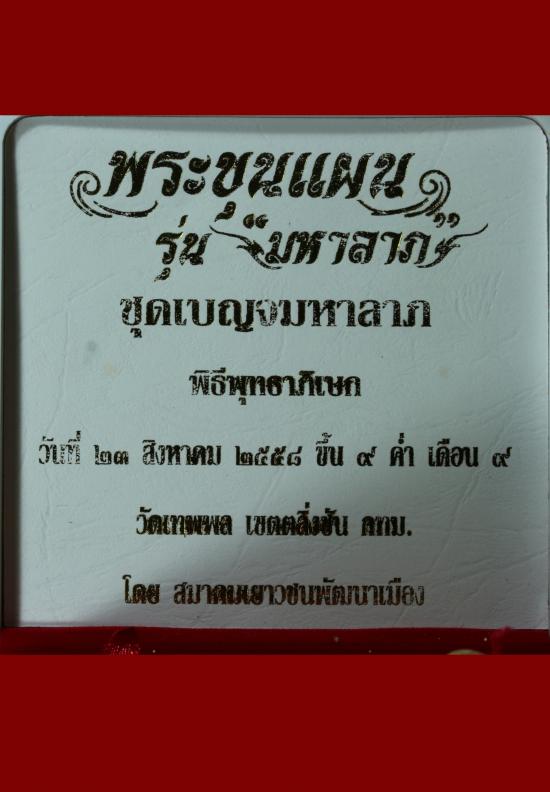 พระขุนแผน
รุ่น “มหาลาภ”
ชุดเบญจมหาลาภ
พิธีพุทธาภิเษก
วันที่ ๒๓ สิงหาคม ๒๕๕๘ ขึ้น ๙ ค่ำ เดือน ๙
วัดเทพพล เขตตลิ่งชัน กทม.
โดย สมาคมเยาวชนพัฒนาเมือง